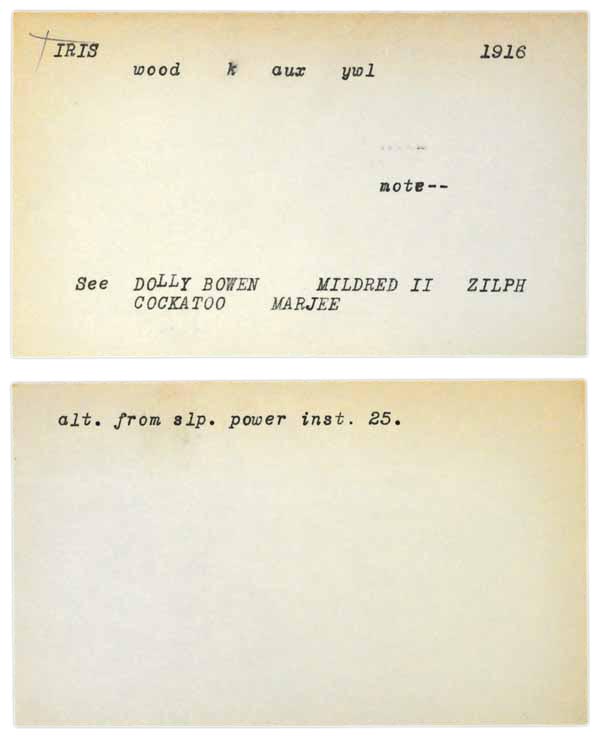 IRIS 1916
wood k aux ywl
note--
See DOLLY BOWEN MILDRED II ZILPH
COCKATOO MARJEE
alt. from slp. power inst. 25.